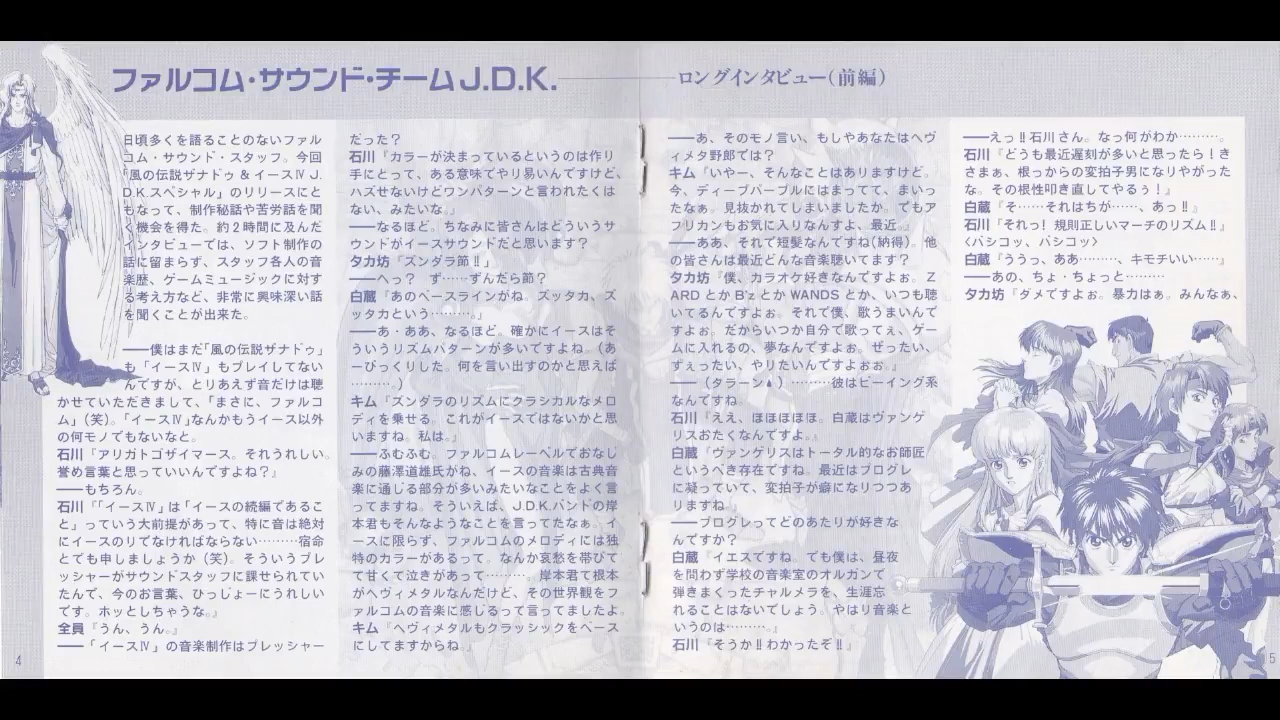 ファルコム・サウンド・チームJ.D.K.
ロングインタビュー(前編)
日頃多くを語ることのないファル
コム・サウンド・スタッフ。今回
「風の伝説ザナドゥ&イースⅣ J.
D.K.スペシャル」のリリースにと
もなって、制作秘話や苦労話を聞
く機会を得た。約2時間に及んだ
インタビューでは、ソフト制作の
話に留まらず、スタッフ各人の音
楽歴、ゲームミュージックに対す
る考え方など、非常に興味深い話
を聞くことが出来た。
――僕はまだ「風の伝説ザナドゥ」
も「イースⅣ」もプレイしてない
んですが、とりあえず音だけは聴
かせていただきまして、「まさに、ファルコ
ム」(笑)。「イースⅣ」なんかもうイース以外
の何モノでもないなと。
石川『アリガトゴザイマース。それうれしい。
誉め言葉と思っていいんですよね?』
――もちろん。
石川『「イースⅣ」は「イースの続編であるこ
と」っていう大前提があって、特に音は絶対
にイースのリでなければならない………宿命
とでも申しましょうか(笑)。そういうプレ
ッシャーがサウンドスタッフに課せられてい
たんで、今のお言葉、ひっじょーにうれしい
です。ホッとしちゃうな。』
全員『うん、うん。』
――「イースⅣ」の音楽制作はプレッシャー
だった?
石川『カラーが決まっているというのは作り
手にとって、ある意味でやり易いんですけど、
ハズせないけどワンパターンと言われたくは
ない、みたいな。』
――なるほど。ちなみに皆さんはどういうサ
ウンドがイースサウンドだと思います?
タカ坊『ズンダラ節!!』
――へっ? ず……ずんだら節?
白蔵『あのベースラインがね。ズッタカ、ズ
ッタカという………。』
――あ・ああ、なるほど。確かにイースはそ
ういうリズムパターンが多いですよね。(あ
ーびっくりした。何を言い出すのかと思えば
………。)
キム『ズンダラのリズムにクラシカルなメロ
ディを乗せる。これがイースではないかと思
いますね。私は。』
――ふむふむ。ファルコムレーベルでおなじ
みの藤澤道雄氏がね、イースの音楽は古典音
楽に通じる部分が多いみたいなことをよく言
ってますね。そういえば、J.D.K.バンドの岸
本君もそんなようなことを言ってたなぁ。イ
ースに限らず、ファルコムのメロディには独
特のカラーがあるって。なんか哀愁を帯びて
て甘くて泣きがあって………。岸本君て根本
がヘヴィメタルなんだけど、その世界観をフ
ァルコムの音楽に感じるって言ってましたよ。
キム『ヘヴィメタルもクラッシックをベース
にしてますからね。』
――あ、そのモノ言い、もしやあなたはヘヴ
ィメタ野郎では?
キム『いやー、そんなことはありますけど。
今、ディープパープルにはまってて、まいっ
たなぁ。見抜かれてしまいましたか。でもア
フリカンもお気に入りなんすよ、最近。』
――ああ、それで短髪なんですね(納得)。他
の皆さんは最近どんな音楽聴いてます?
タカ坊『僕、カラオケ好きなんですよぉ。Z
ARDとかB'zとかWANDSとか、いつも聴
いてるんですよぉ。それで僕、歌うまいんで
すよぉ。だからいつか自分で歌ってぇ、ゲー
ムに入れるの、夢なんですよぉ。ぜったい、
ずぇったい、やりたいんですよぉぉ。』
――(タラーン)………彼はビーイング系
なんですね。
石川『ええ、ほほほほほ。白蔵はヴァンゲ
リスおたくなんですよ。』
白蔵『ヴァンゲリスはトータル的なお師匠
というべき存在ですね。最近はプログレ
に凝っていて、変拍子が癖になりつつあ
りますね。』
――プログレってどのあたりが好きな
んですか?
白蔵『イエスですね。でも僕は、昼夜
を問わず学校の音楽室のオルガンで
弾きまくったチャルメラを、生涯忘
れることはないでしょう。やはり音楽と
いうのは………。』
石川『そうか!!わかったぞ!!』
――えっ!!石川さん。なっ何がわか………。
石川『どうも最近遅刻が多いと思ったら!き
さまぁ、根っからの変拍子男になりやがった
な。その根性叩き直してやるぅ!』
白蔵『そ……それはちが……、あっ!!』
石川『それっ!規則正しいマーチのリズム!!』
〈バシコッ、バシコッ〉
白蔵『ううっ、ああ………、キモチいい……』
――あの、ちょ・ちょっと………
タカ坊『ダメですよぉ。暴力はぁ。みんなぁ、
4
5